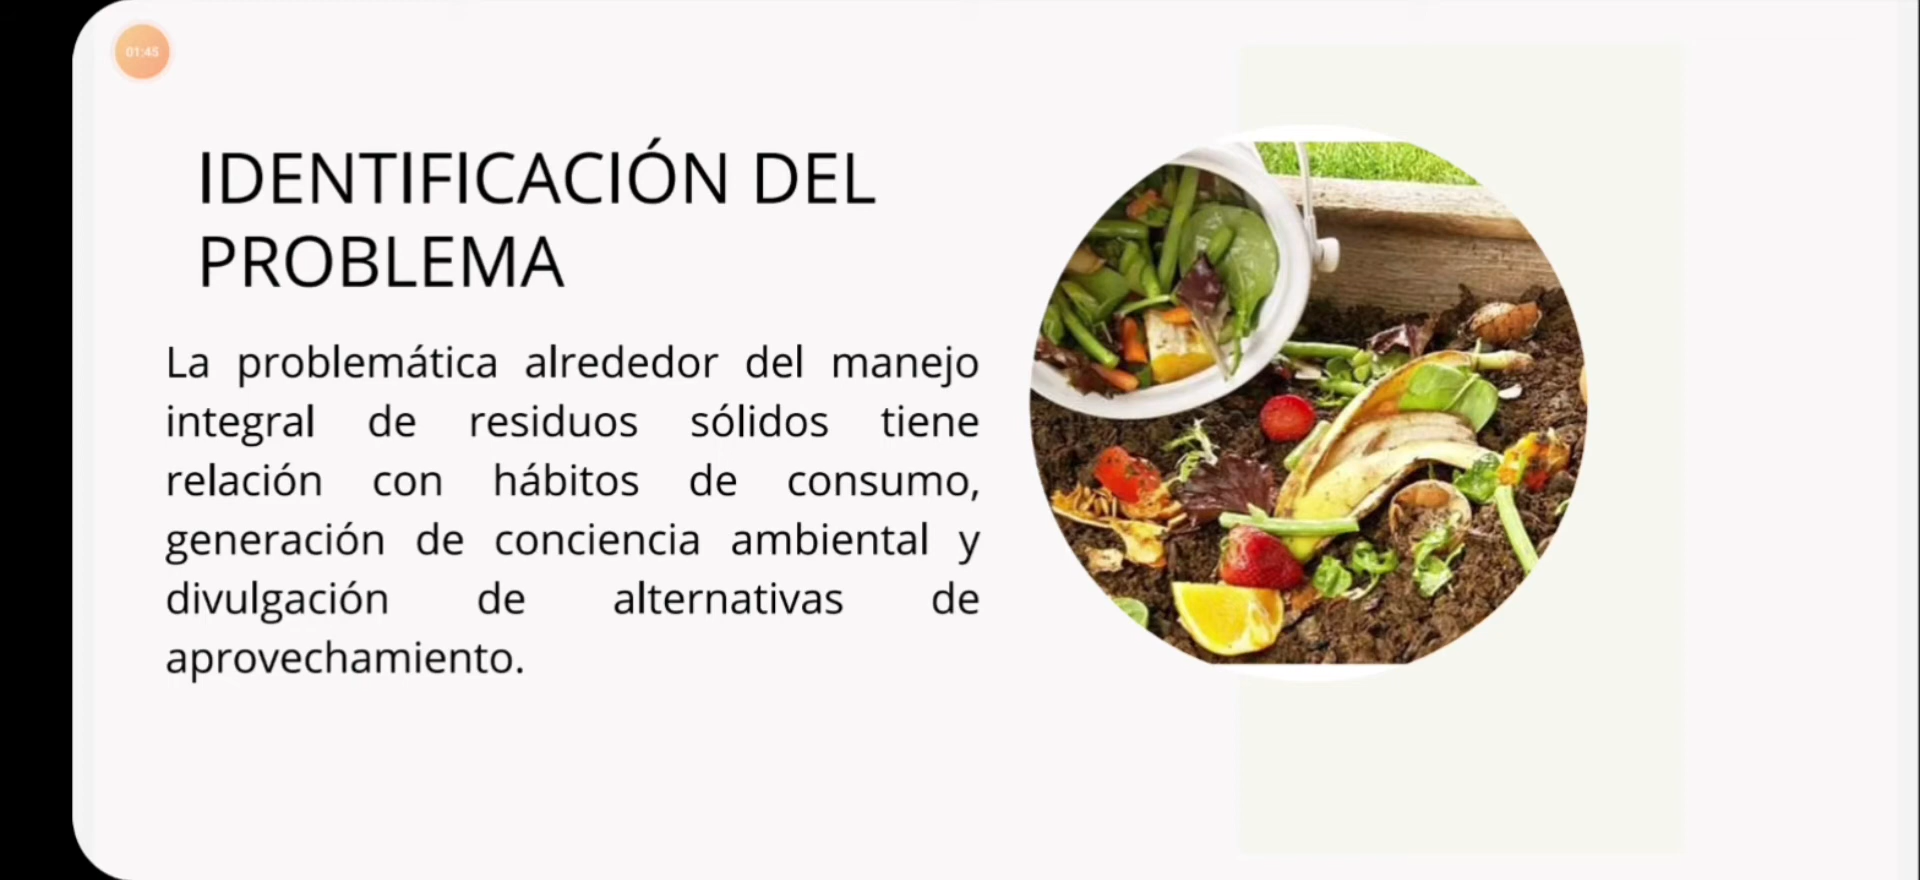 01:45
IDENTIFICACIÓN DEL
PROBLEMA
La problemática alrededor del manejo
integral de residuos sólidos tiene
relación con hábitos de consumo,
generación de conciencia ambiental y
divulgación de alternativas de
aprovechamiento.